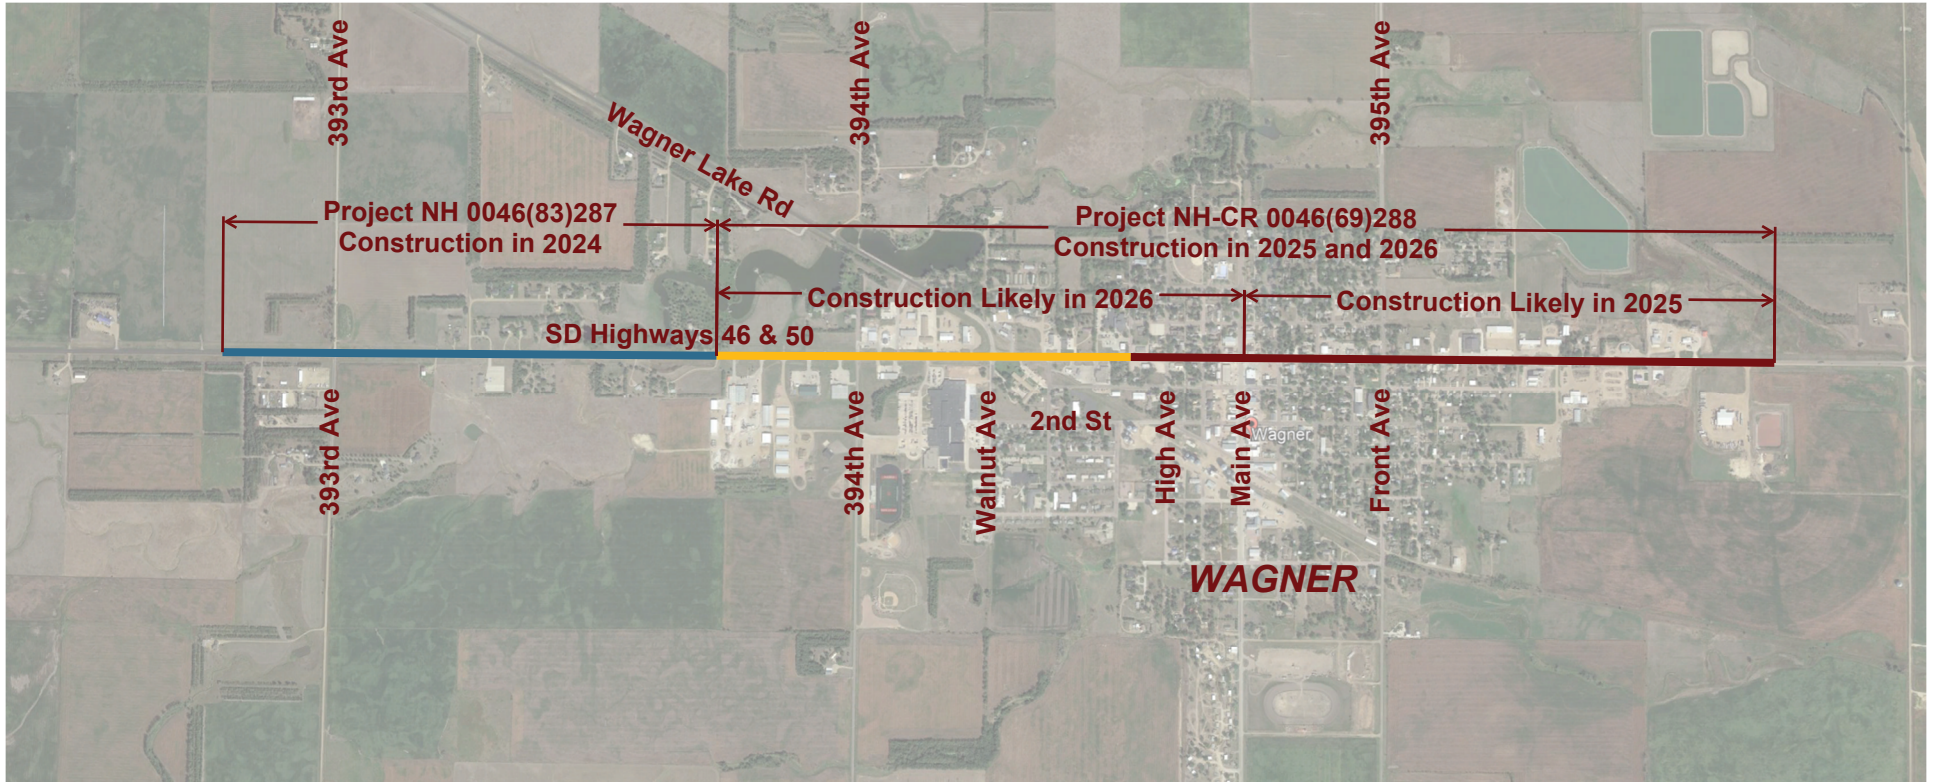 393rd Ave
394th Ave
395th Ave
Wagner Lake Rd
Project NH 0046(83)287
Construction in 2024
Project NH-CR 0046(69)288
Construction in 2025 and 2026
Construction Likely in 2026
Construction Likely in 2025
SD Highways 46 & 50
393rd Ave
394th Ave
Walnut Ave
2nd St
High Ave
Main Ave
Wagner
Front Ave
WAGNER